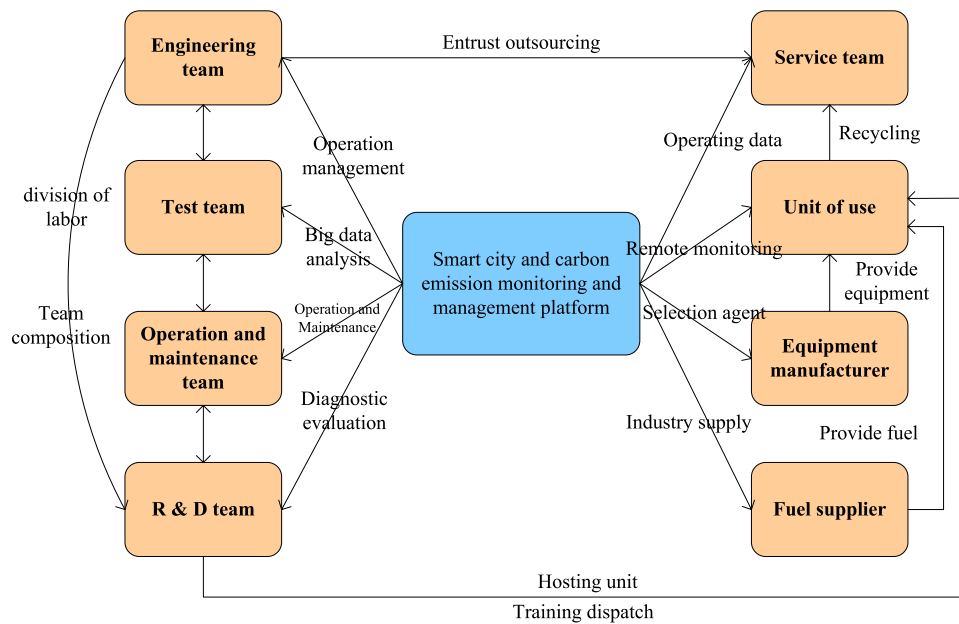 Engineering
team
Entrust outsourcing
Service team
Operation
management
Operating data
Recycling
division of
labor
Test team
Big data
analysis
Smart city and carbon
emission monitoring and
management platform
Remote monitoring
Unit of use
Provide
equipment
Team
composition
Operation and
maintenance
team
Operation and
Maintenance
Selection agent
Equipment
manufacturer
Diagnostic
evaluation
Industry supply
Provide fuel
R & D team
Fuel supplier
Hosting unit
Training dispatch